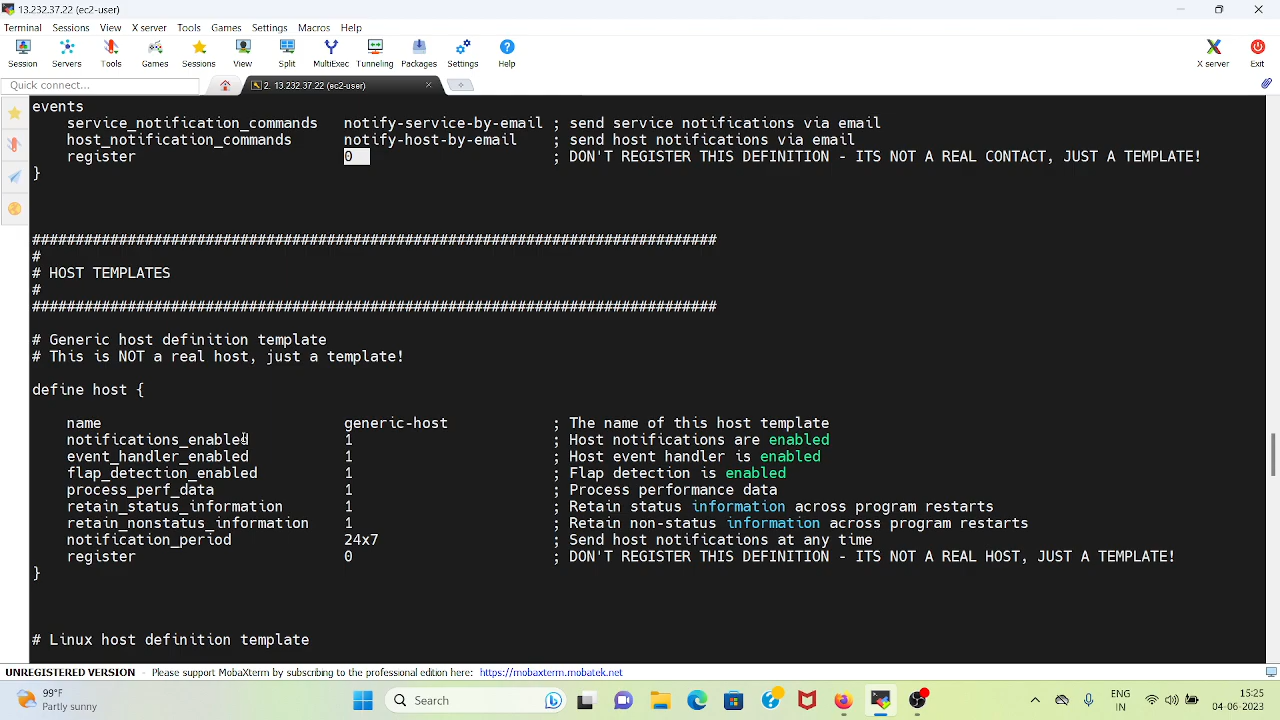 13.232.37.22 (ec2-user)
Terminal Sessions View X server Tools Games Settings Macros Help
Session Servers Tools Games Sessions View Split MultiExec Tunneling Packages Settings Help X server Exit
Quick connect... 2. 13.232.37.22 (ec2-user)
events
service_notification_commands notify-service-by-email ; send service notifications via email
host_notification_commands notify-host-by-email ; send host notifications via email
register 0 ; DON'T REGISTER THIS DEFINITION - ITS NOT A REAL CONTACT, JUST A TEMPLATE!
}
###############################################################################
#
# HOST TEMPLATES
#
###############################################################################
# Generic host definition template
# This is NOT a real host, just a template!
define host {
name generic-host ; The name of this host template
notifications_enabled 1 ; Host notifications are enabled
event_handler_enabled 1 ; Host event handler is enabled
flap_detection_enabled 1 ; Flap detection is enabled
process_perf_data 1 ; Process performance data
retain_status_information 1 ; Retain status information across program restarts
retain_nonstatus_information 1 ; Retain non-status information across program restarts
notification_period 24x7 ; Send host notifications at any time
register 0 ; DON'T REGISTER THIS DEFINITION - ITS NOT A REAL HOST, JUST A TEMPLATE!
}
# Linux host definition template
UNREGISTERED VERSION - Please support MobaXterm by subscribing to the professional edition here: https://mobaxterm.mobatek.net
99°F
Partly sunny
Search
ENG
IN
15:25
04-06-2023